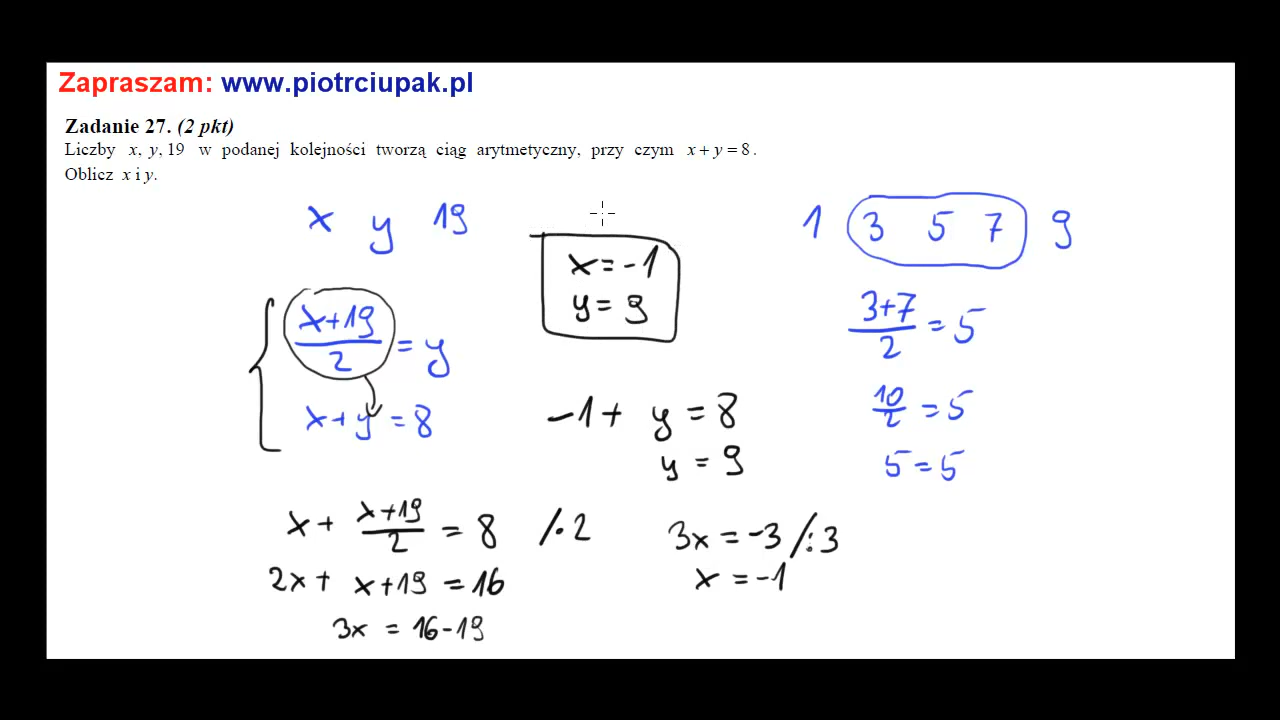 Zapraszam: www.piotrciupak.pl
Zadanie 27. (2 pkt)
Liczby x, y, 19 w podanej kolejności tworzą ciąg arytmetyczny, przy czym x + y = 8.
Oblicz x i y.
x y 19
x+19
2
= y
x + y = 8
x + x+19
2
= 8 /·2
2x + x+19 = 16
3x = 16-19
x = -1
y = 9
-1 + y = 8
y = 9
3x = -3 /:3
x = -1
1 3 5 7 9
3+7
2
= 5
10
2
= 5
5 = 5